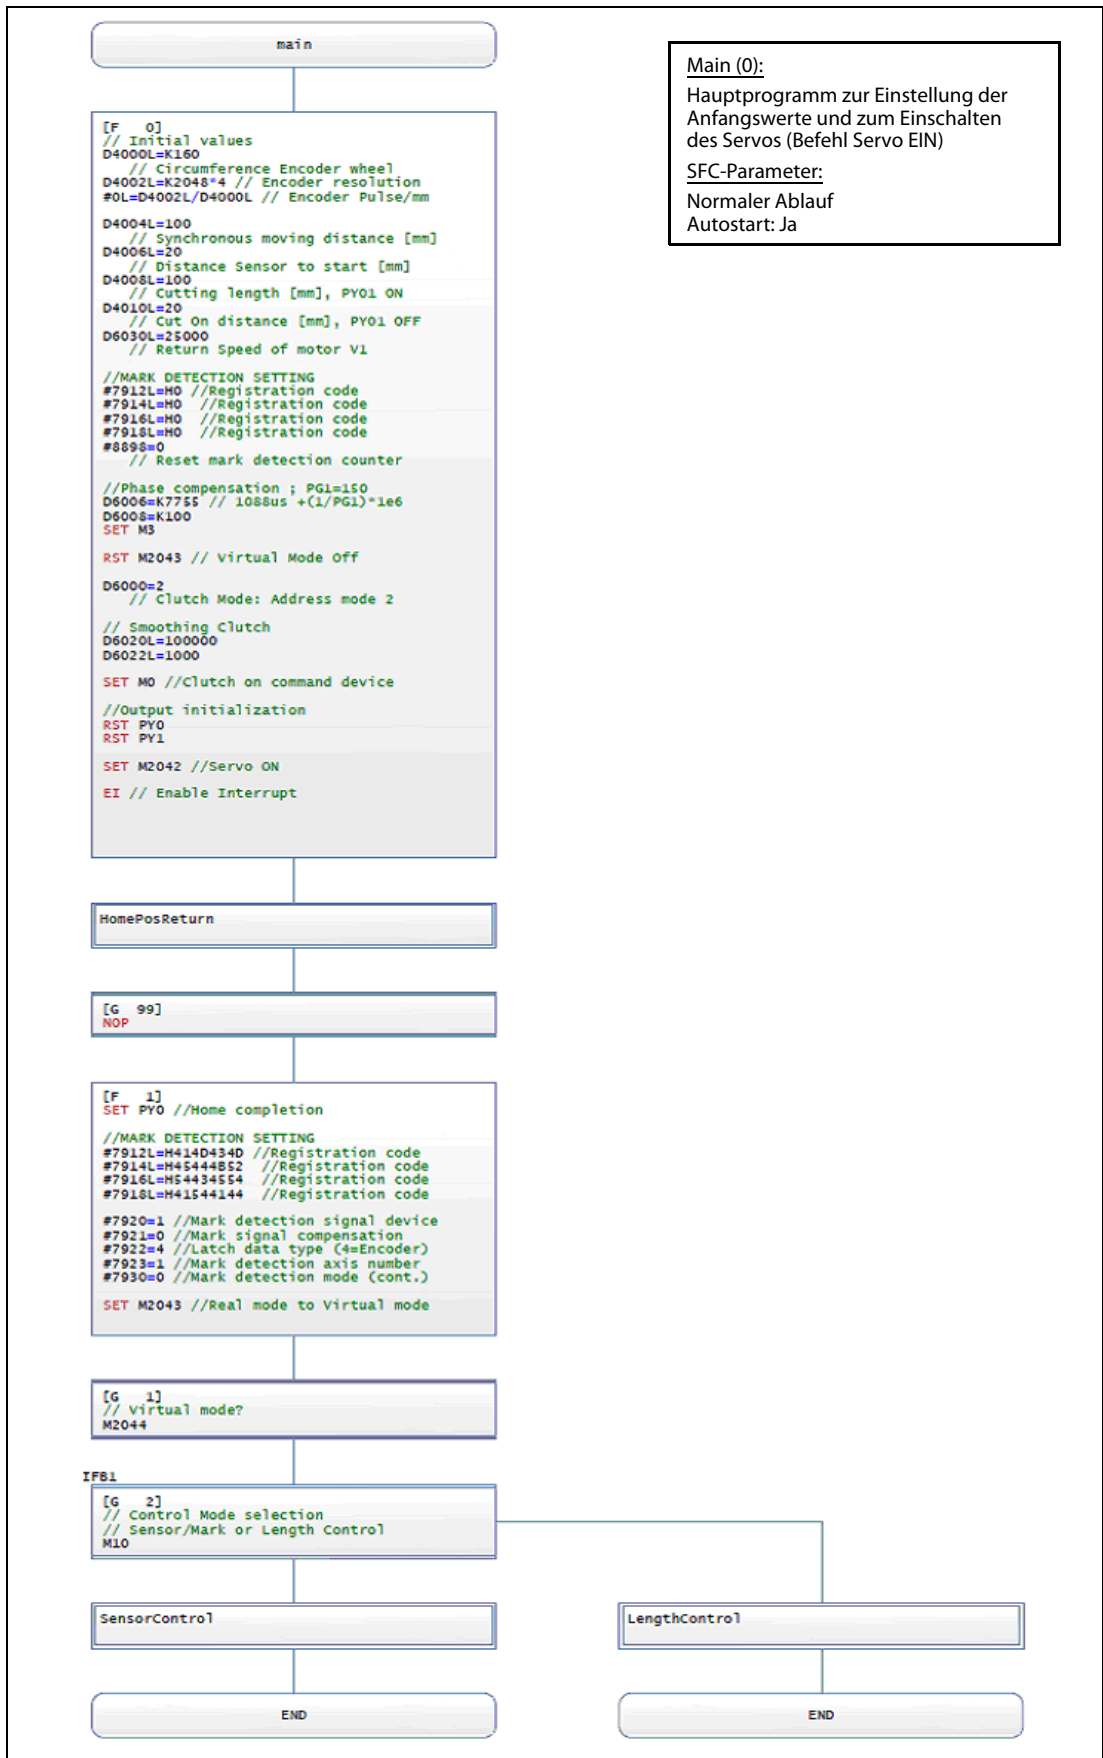 main
Main (0):
Hauptprogramm zur Einstellung der
Anfangswerte und zum Einschalten
des Servos (Befehl Servo EIN)
SFC-Parameter:
Normaler Ablauf
Autostart: Ja
[F   0]
// Initial values
D4000L=K160
// Circumference Encoder wheel
D4002L=K2048*4 // Encoder resolution
#0L=D4002L/D4000L // Encoder Pulse/mm
D4004L=100
// Synchronous moving distance [mm]
D4006L=20
// Distance Sensor to start [mm]
D4008L=100
// Cutting length [mm], PY01 ON
D4010L=20
// Cut On distance [mm], PY01 OFF
D6030L=25000
// Return Speed of motor V1
//MARK DETECTION SETTING
#7912L=H0 //Registration code
#7914L=H0  //Registration code
#7916L=H0  //Registration code
#7918L=H0  //Registration code
#8898=0
// Reset mark detection counter
//Phase compensation ; PG1=150
D6006=K7755 // 1088us +(1/PG1)*1e6
D6008=K100
SET M3
RST M2043 // Virtual Mode Off
D6000=2
// Clutch Mode: Address mode 2
// Smoothing Clutch
D6020L=100000
D6022L=1000
SET M0 //Clutch on command device
//Output initialization
RST PY0
RST PY1
SET M2042 //Servo ON
EI // Enable Interrupt
HomePosReturn
[G  99]
NOP
[F   1]
SET PY0 //Home completion
//MARK DETECTION SETTING
#7912L=H414D434D //Registration code
#7914L=H45444B52  //Registration code
#7916L=H54434554  //Registration code
#7918L=H41544144  //Registration code
#7920=1 //Mark detection signal device
#7921=0 //Mark signal compensation
#7922=4 //Latch data type (4=Encoder)
#7923=1 //Mark detection axis number
#7930=0 //Mark detection mode (cont.)
SET M2043 //Real mode to Virtual mode
[G   1]
// Virtual mode?
M2044
IFB1
[G   2]
// Control Mode selection
// Sensor/Mark or Length Control
M10
SensorControl
LengthControl
END
END